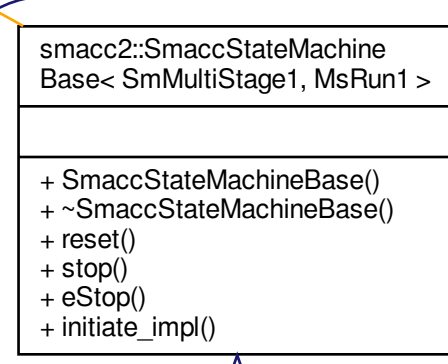 smacc2::SmaccStateMachine
Base< SmMultiStage1, MsRun1 >
+ SmaccStateMachineBase()
+ ~SmaccStateMachineBase()
+ reset()
+ stop()
+ eStop()
+ initiate_impl()